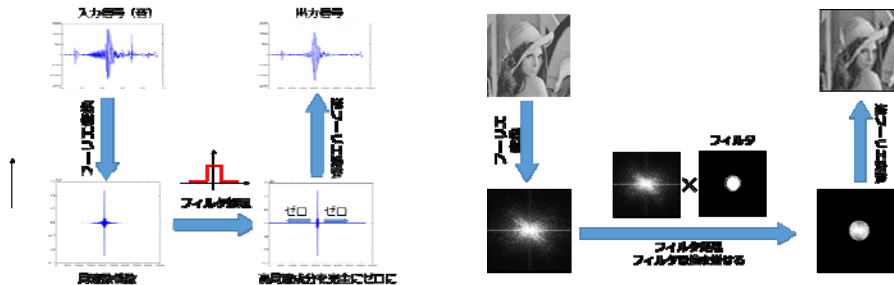 入力信号（音）
出力信号
フーリエ変換
逆フーリエ変換
フィルタ処理
ゼロ
ゼロ
周波数領域
高周波成分を完全にゼロに
フーリエ
変換
フィルタ
逆フーリエ変換
フィルタ処理
フィルタ関数を掛ける